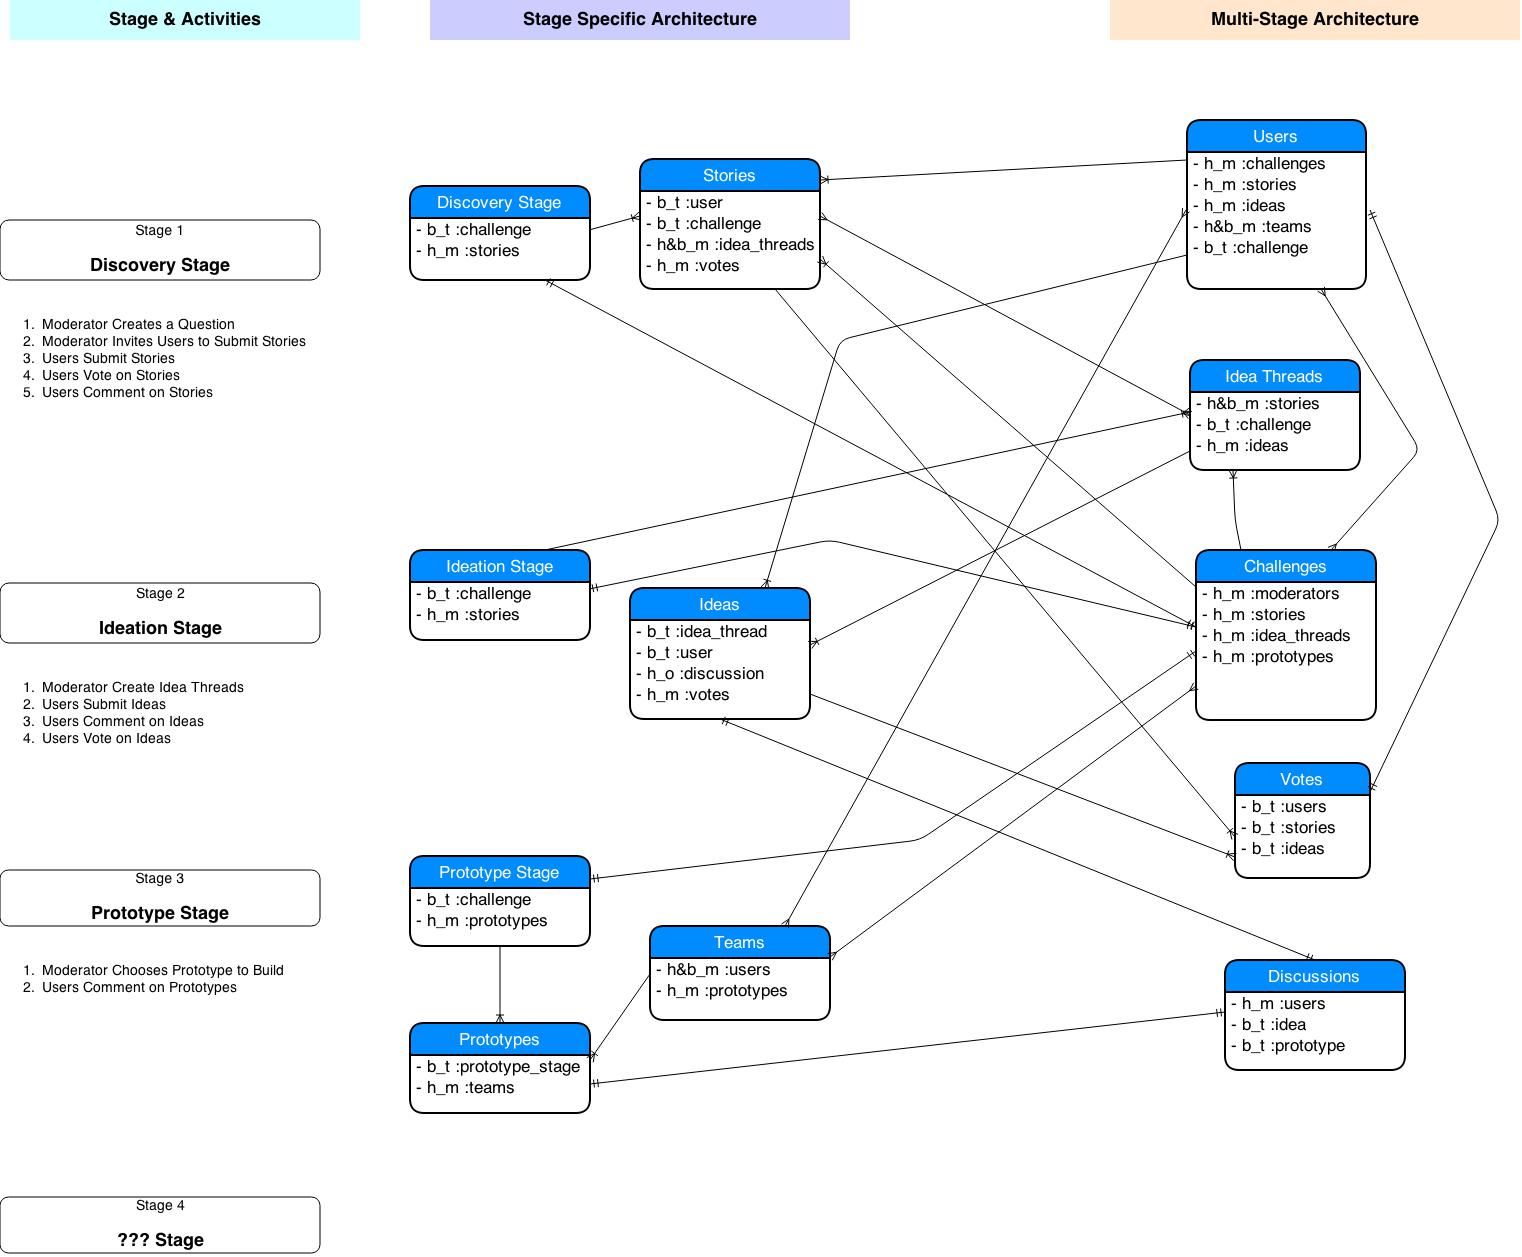 Stage & Activities
Stage Specific Architecture
Multi-Stage Architecture
Stage 1
Discovery Stage
1. Moderator Creates a Question
2. Moderator Invites Users to Submit Stories
3. Users Submit Stories
4. Users Vote on Stories
5. Users Comment on Stories
Discovery Stage
- b_t :challenge
- h_m :stories
Stories
- b_t :user
- b_t :challenge
- h&b_m :idea_threads
- h_m :votes
Users
- h_m :challenges
- h_m :stories
- h_m :ideas
- h&b_m :teams
- b_t :challenge
Idea Threads
- h&b_m :stories
- b_t :challenge
- h_m :ideas
Stage 2
Ideation Stage
1. Moderator Create Idea Threads
2. Users Submit Ideas
3. Users Comment on Ideas
4. Users Vote on Ideas
Ideation Stage
- b_t :challenge
- h_m :stories
Ideas
- b_t :idea_thread
- b_t :user
- h_o :discussion
- h_m :votes
Challenges
- h_m :moderators
- h_m :stories
- h_m :idea_threads
- h_m :prototypes
Votes
- b_t :users
- b_t :stories
- b_t :ideas
Stage 3
Prototype Stage
1. Moderator Chooses Prototype to Build
2. Users Comment on Prototypes
Prototype Stage
- b_t :challenge
- h_m :prototypes
Teams
- h&b_m :users
- h_m :prototypes
Discussions
- h_m :users
- b_t :idea
- b_t :prototype
Prototypes
- b_t :prototype_stage
- h_m :teams
Stage 4
??? Stage